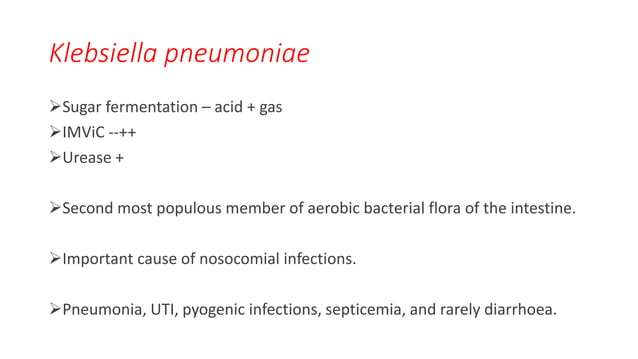 Klebsiella pneumoniae
➢Sugar fermentation – acid + gas
➢IMViC --++
➢Urease +
➢Second most populous member of aerobic bacterial flora of the intestine.
➢Important cause of nosocomial infections.
➢Pneumonia, UTI, pyogenic infections, septicemia, and rarely diarrhoea.